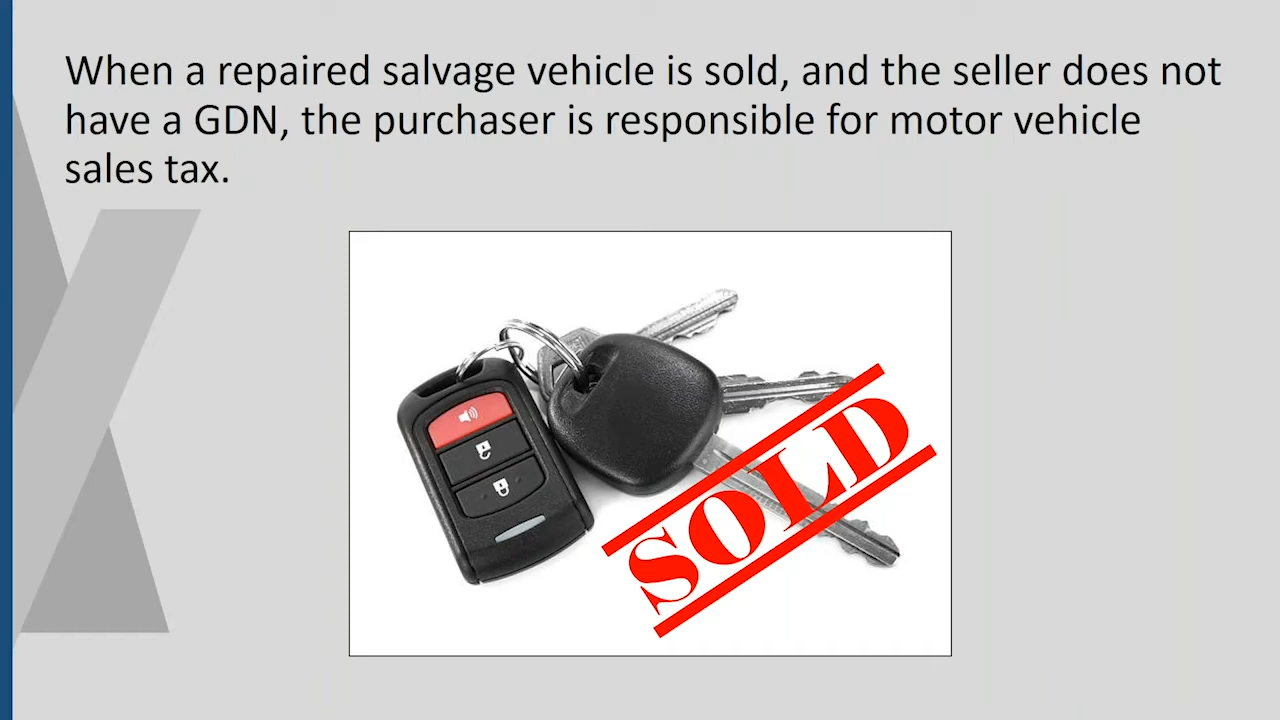 When a repaired salvage vehicle is sold, and the seller does not
have a GDN, the purchaser is responsible for motor vehicle
sales tax.
SOLD